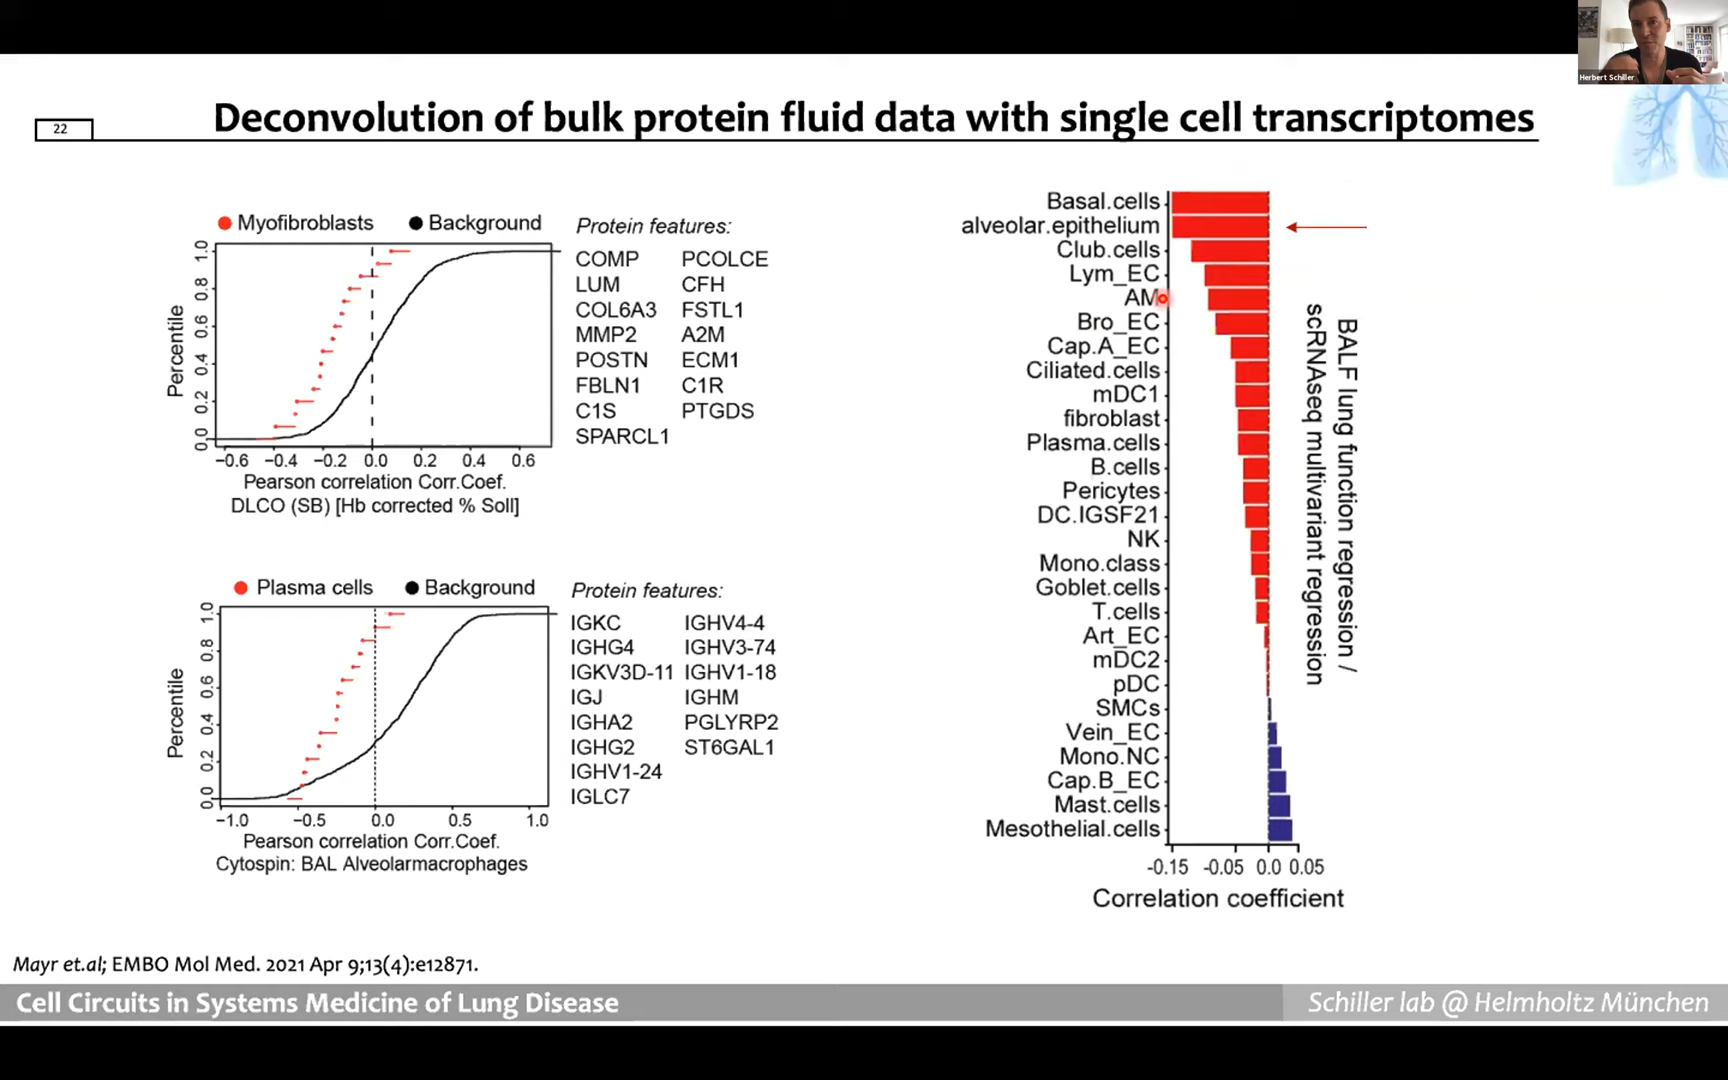 Herbert Schiller
22
Deconvolution of bulk protein fluid data with single cell transcriptomes
Myofibroblasts
Background
Protein features:
COMP PCOLCE
LUM CFH
COL6A3 FSTL1
MMP2 A2M
POSTN ECM1
FBLN1 C1R
C1S PTGDS
SPARCL1
Percentile
1.0
0.8
0.6
0.4
0.2
0.0
−0.6 −0.4 −0.2 0.0 0.2 0.4 0.6
Pearson correlation Corr.Coef.
DLCO (SB) [Hb corrected % Soll]
Plasma cells
Background
Protein features:
IGKC IGHV4-4
IGHG4 IGHV3-74
IGKV3D-11 IGHV1-18
IGJ IGHM
IGHA2 PGLYRP2
IGHG2 ST6GAL1
IGHV1-24
IGLC7
Percentile
1.0
0.8
0.6
0.4
0.2
0.0
−1.0 −0.5 0.0 0.5 1.0
Pearson correlation Corr.Coef.
Cytospin: BAL Alveolarmacrophages
Basal.cells
alveolar.epithelium
Club.cells
Lym_EC
AM
Bro_EC
Cap.A_EC
Ciliated.cells
mDC1
fibroblast
Plasma.cells
B.cells
Pericytes
DC.IGSF21
NK
Mono.class
Goblet.cells
T.cells
Art_EC
mDC2
pDC
SMCs
Vein_EC
Mono.NC
Cap.B_EC
Mast.cells
Mesothelial.cells
-0.15 -0.05 0.0 0.05
Correlation coefficient
BALF lung function regression /
scRNAseq multivariant regression
Mayr et.al; EMBO Mol Med. 2021 Apr 9;13(4):e12871.
Cell Circuits in Systems Medicine of Lung Disease
Schiller lab @ Helmholtz München